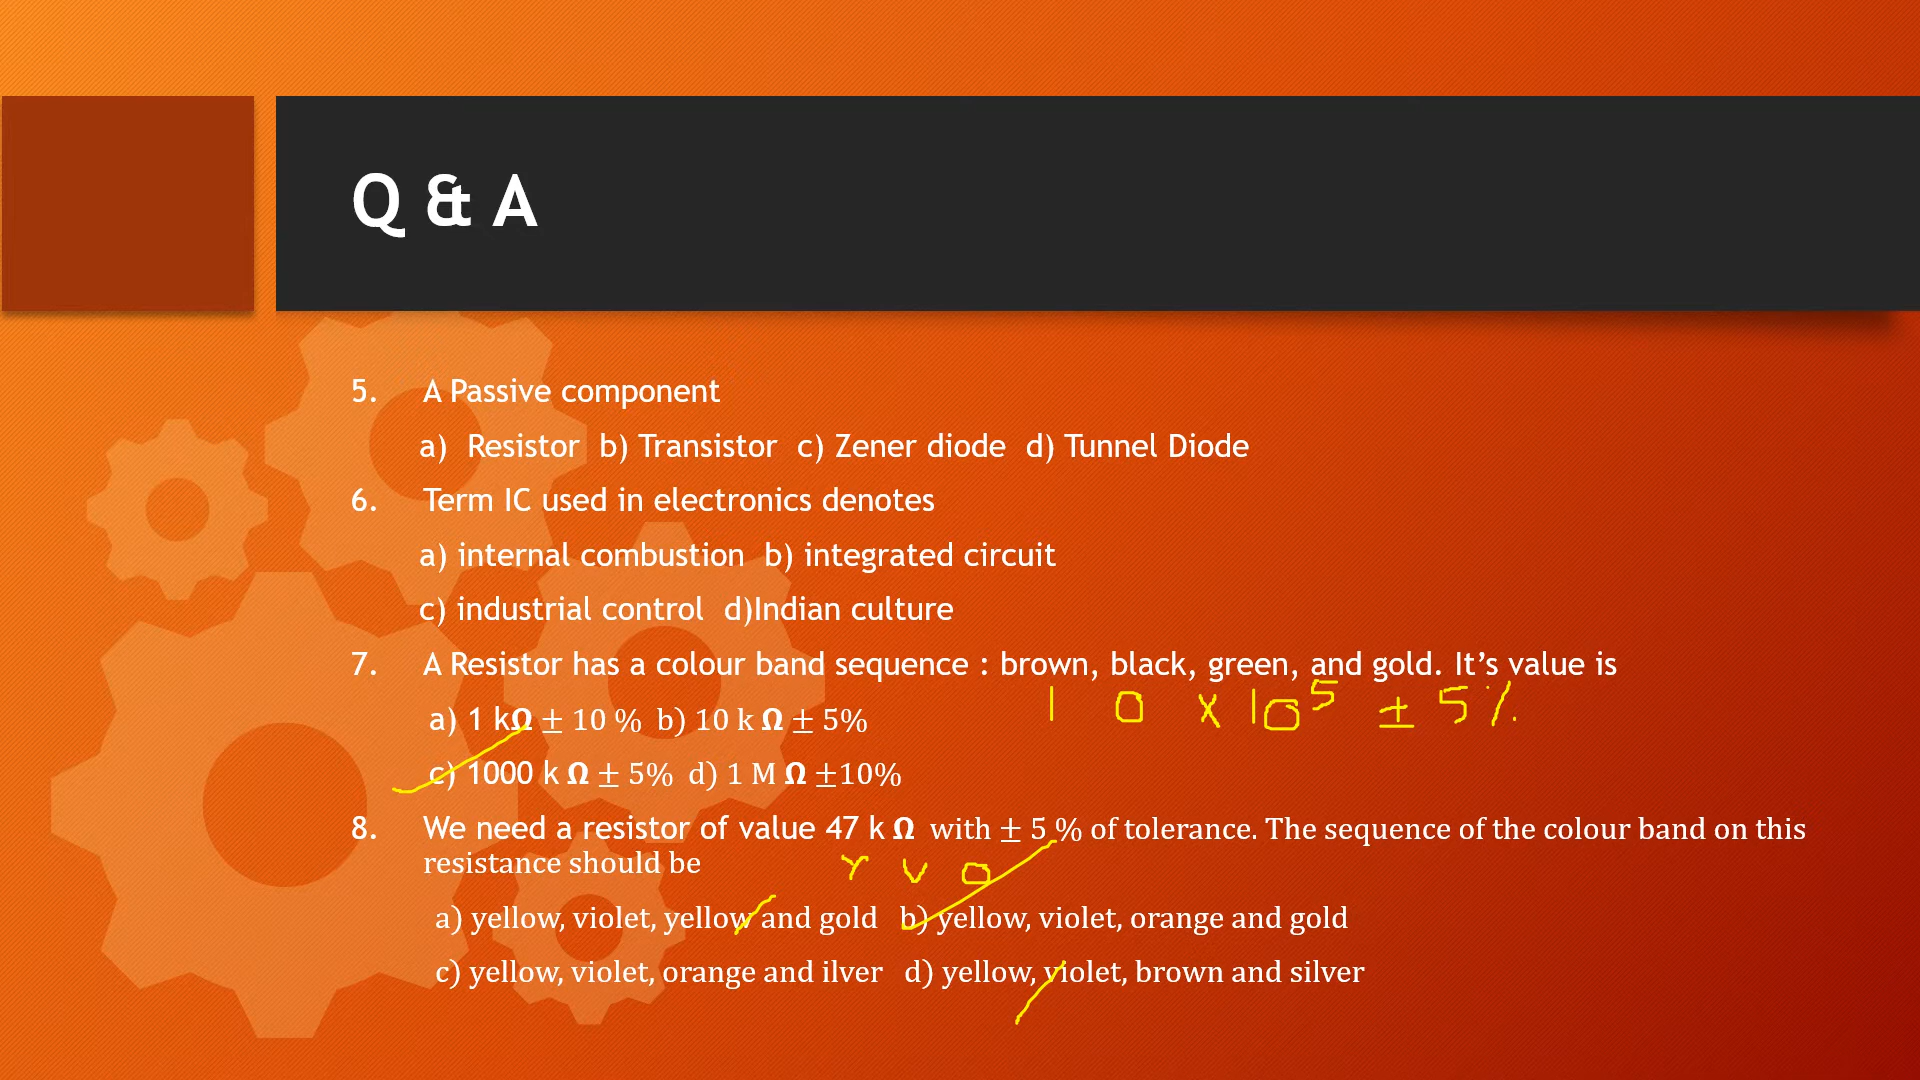 Q & A
5. A Passive component
a) Resistor b) Transistor c) Zener diode d) Tunnel Diode
6. Term IC used in electronics denotes
a) internal combustion b) integrated circuit
c) industrial control d)Indian culture
7. A Resistor has a colour band sequence : brown, black, green, and gold. It's value is
1 0 x 10⁵ ± 5 %
a) 1 kΩ ± 10 % b) 10 k Ω ± 5%
c) 1000 k Ω ± 5% d) 1 M Ω ±10%
8. We need a resistor of value 47 k Ω with ± 5 % of tolerance. The sequence of the colour band on this
resistance should be
Y V O
a) yellow, violet, yellow and gold b) yellow, violet, orange and gold
c) yellow, violet, orange and ilver d) yellow, violet, brown and silver